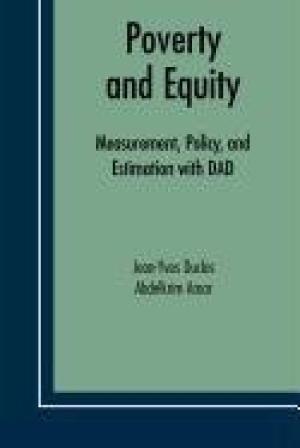 Poverty
and Equity
Measurement, Policy, and
Estimation with DAD
Jean-Yves Duclos
Abdelkrim Araar